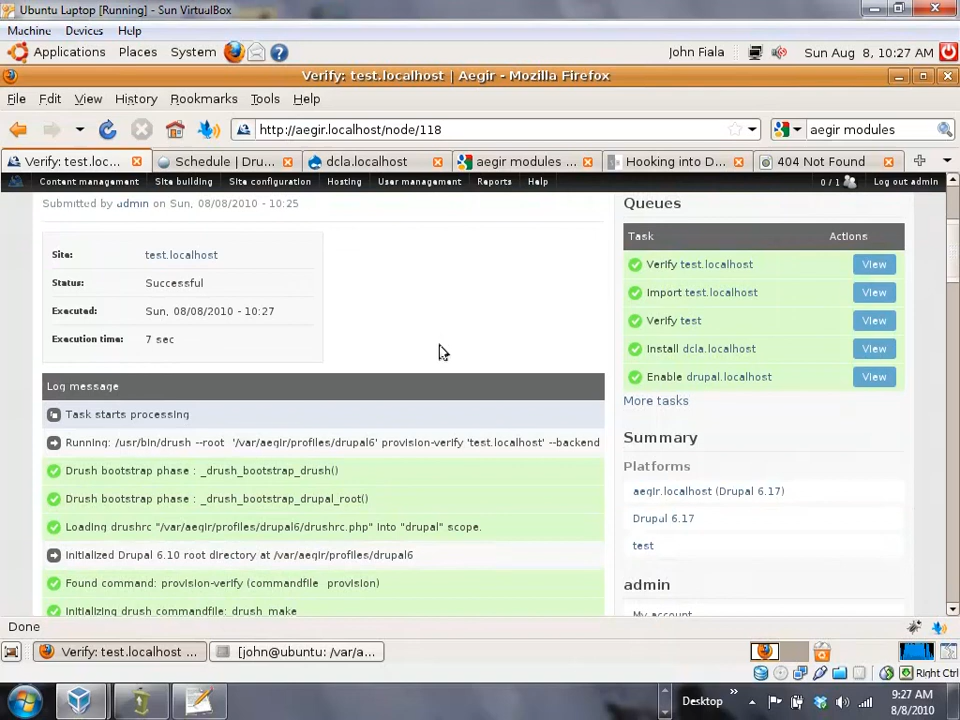 Ubuntu Laptop [Running] - Sun VirtualBox
Machine Devices Help
Applications Places System John Fiala Sun Aug 8, 10:27 AM
Verify: test.localhost | Aegir - Mozilla Firefox
File Edit View History Bookmarks Tools Help
http://aegir.localhost/node/118 aegir modules
Verify: test.loc... Schedule | Dru... dcla.localhost aegir modules ... Hooking into D... 404 Not Found
Content management Site building Site configuration Hosting User management Reports Help 0 / 1 Log out admin
Submitted by admin on Sun, 08/08/2010 - 10:25
Site: test.localhost
Status: Successful
Executed: Sun, 08/08/2010 - 10:27
Execution time: 7 sec
Log message
Task starts processing
Running: /usr/bin/drush --root '/var/aegir/profiles/drupal6' provision-verify 'test.localhost' --backend
Drush bootstrap phase : _drush_bootstrap_drush()
Drush bootstrap phase : _drush_bootstrap_drupal_root()
Loading drushrc "/var/aegir/profiles/drupal6/drushrc.php" into "drupal" scope.
Initialized Drupal 6.10 root directory at /var/aegir/profiles/drupal6
Found command: provision-verify (commandfile provision)
Initializing drush commandfile: drush_make
Queues
Task Actions
Verify test.localhost View
Import test.localhost View
Verify test View
Install dcla.localhost View
Enable drupal.localhost View
More tasks
Summary
Platforms
aegir.localhost (Drupal 6.17)
Drupal 6.17
test
admin
My account
Done
Verify: test.localhost ... [john@ubuntu: /var/a...
Right Ctrl
Desktop » 9:27 AM
8/8/2010